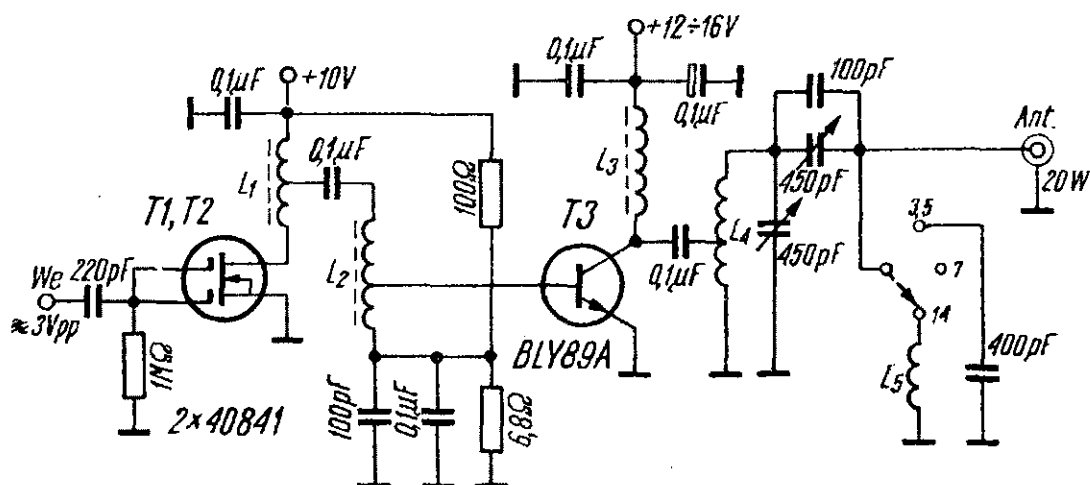 +12÷16V
0,1µF
0,1µF
+10V
0,1µF
100pF
Ant.
0,1µF
L1
100Ω
L3
450pF
20W
T1,T2
T3
L4
3,5
We
220pF
L2
0,1µF
450pF
7
≈3Vpp
14
BLY89A
L5
400pF
1MΩ
2×40841
100pF
0,1µF
6,8Ω